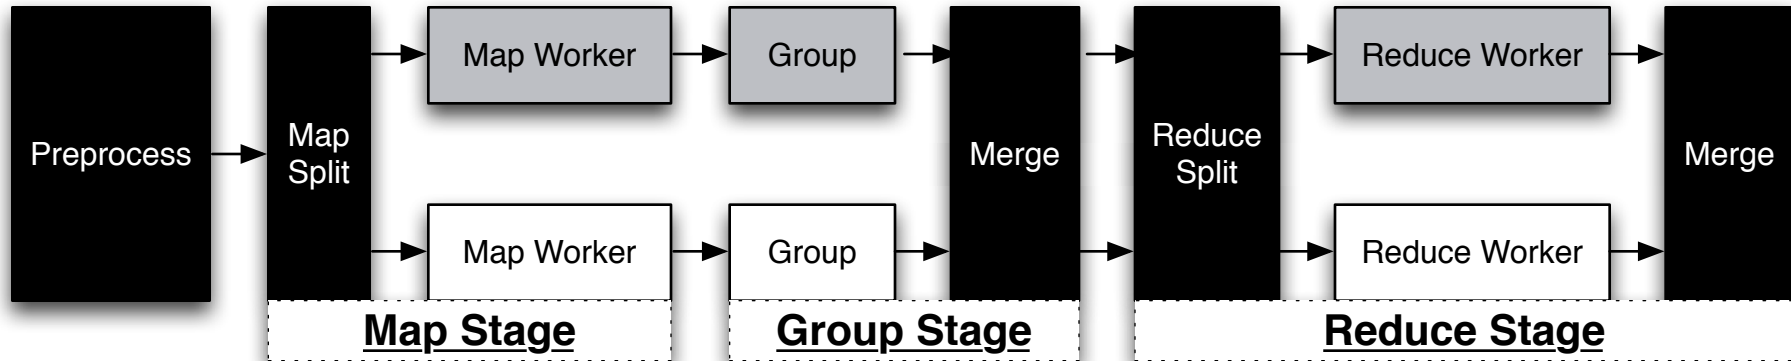 Preprocess
Map
Split
Map Worker
Group
Merge
Reduce
Split
Reduce Worker
Merge
Map Worker
Group
Reduce Worker
Map Stage
Group Stage
Reduce Stage